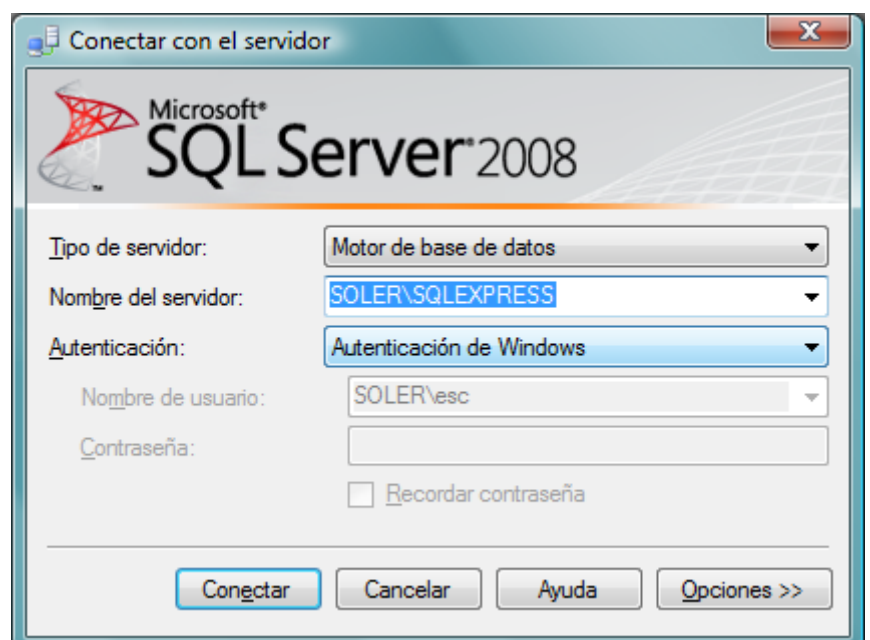 Conectar con el servidor
Microsoft®
SQL Server® 2008
Tipo de servidor: Motor de base de datos
Nombre del servidor: SOLER\SQLEXPRESS
Autenticación: Autenticación de Windows
Nombre de usuario: SOLER\esc
Contraseña:
Recordar contraseña
Conectar Cancelar Ayuda Opciones >>